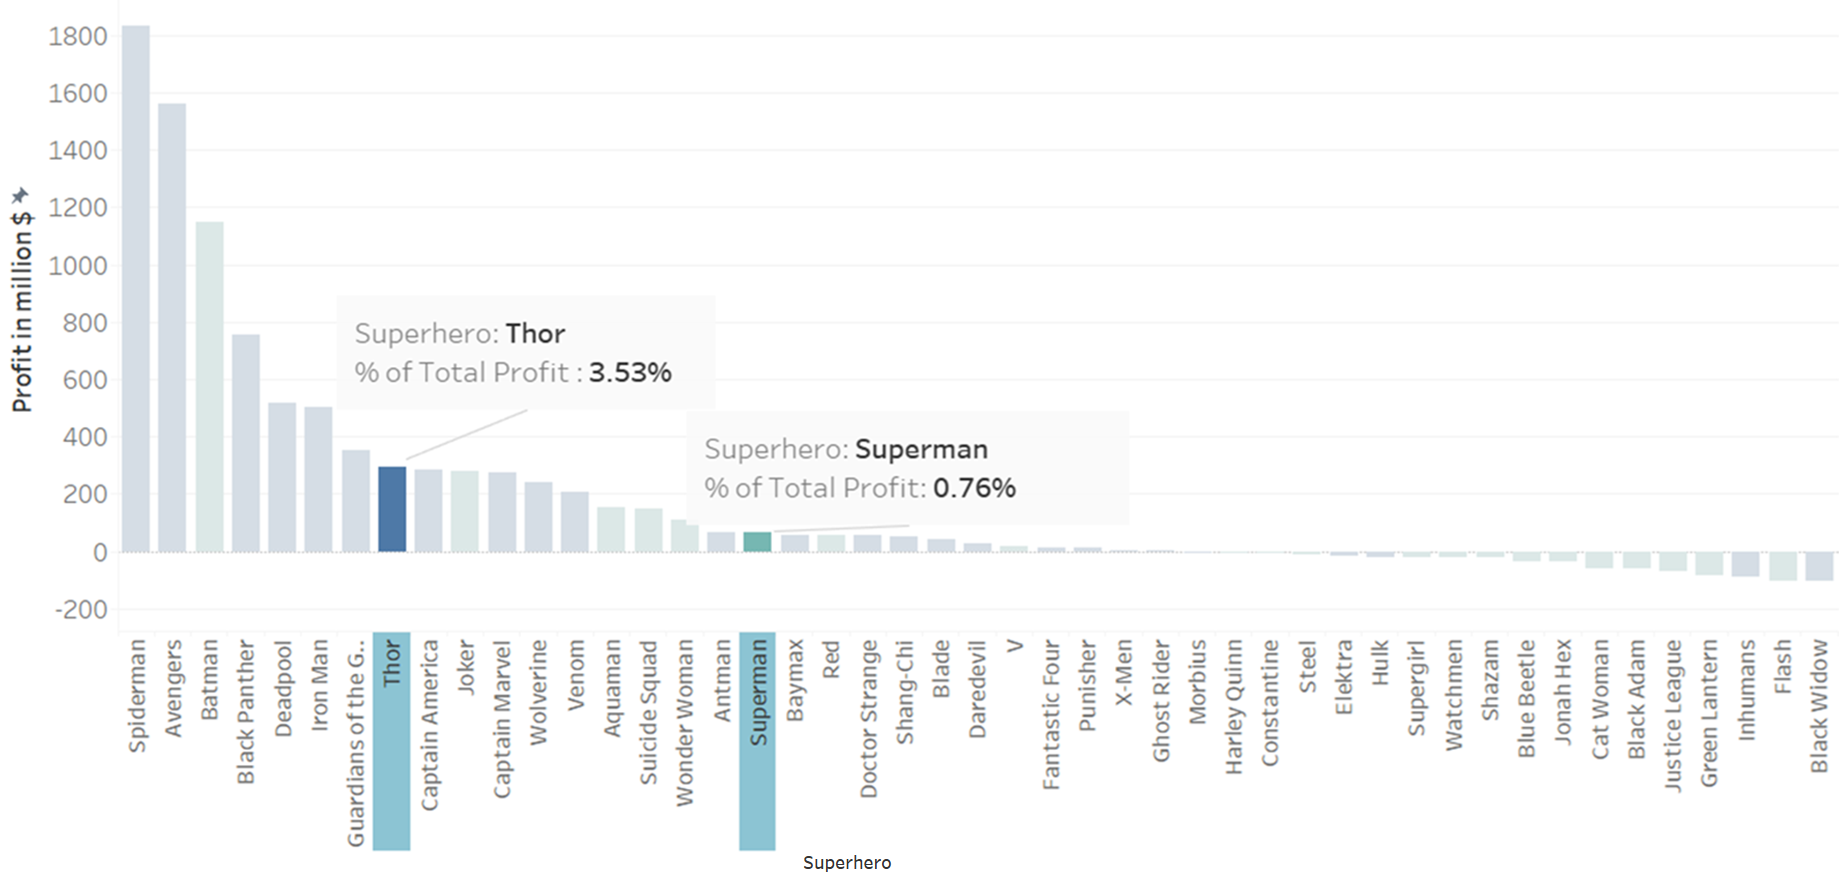 Profit in million $
1800
1600
1400
1200
1000
800
600
400
200
0
-200
Superhero: Thor
% of Total Profit : 3.53%
Superhero: Superman
% of Total Profit: 0.76%
Spiderman
Avengers
Batman
Black Panther
Deadpool
Iron Man
Guardians of the G..
Thor
Captain America
Joker
Captain Marvel
Wolverine
Venom
Aquaman
Suicide Squad
Wonder Woman
Antman
Superman
Baymax
Red
Doctor Strange
Shang-Chi
Blade
Daredevil
V
Fantastic Four
Punisher
X-Men
Ghost Rider
Morbius
Harley Quinn
Constantine
Steel
Elektra
Hulk
Supergirl
Watchmen
Shazam
Blue Beetle
Jonah Hex
Cat Woman
Black Adam
Justice League
Green Lantern
Inhumans
Flash
Black Widow
Superhero